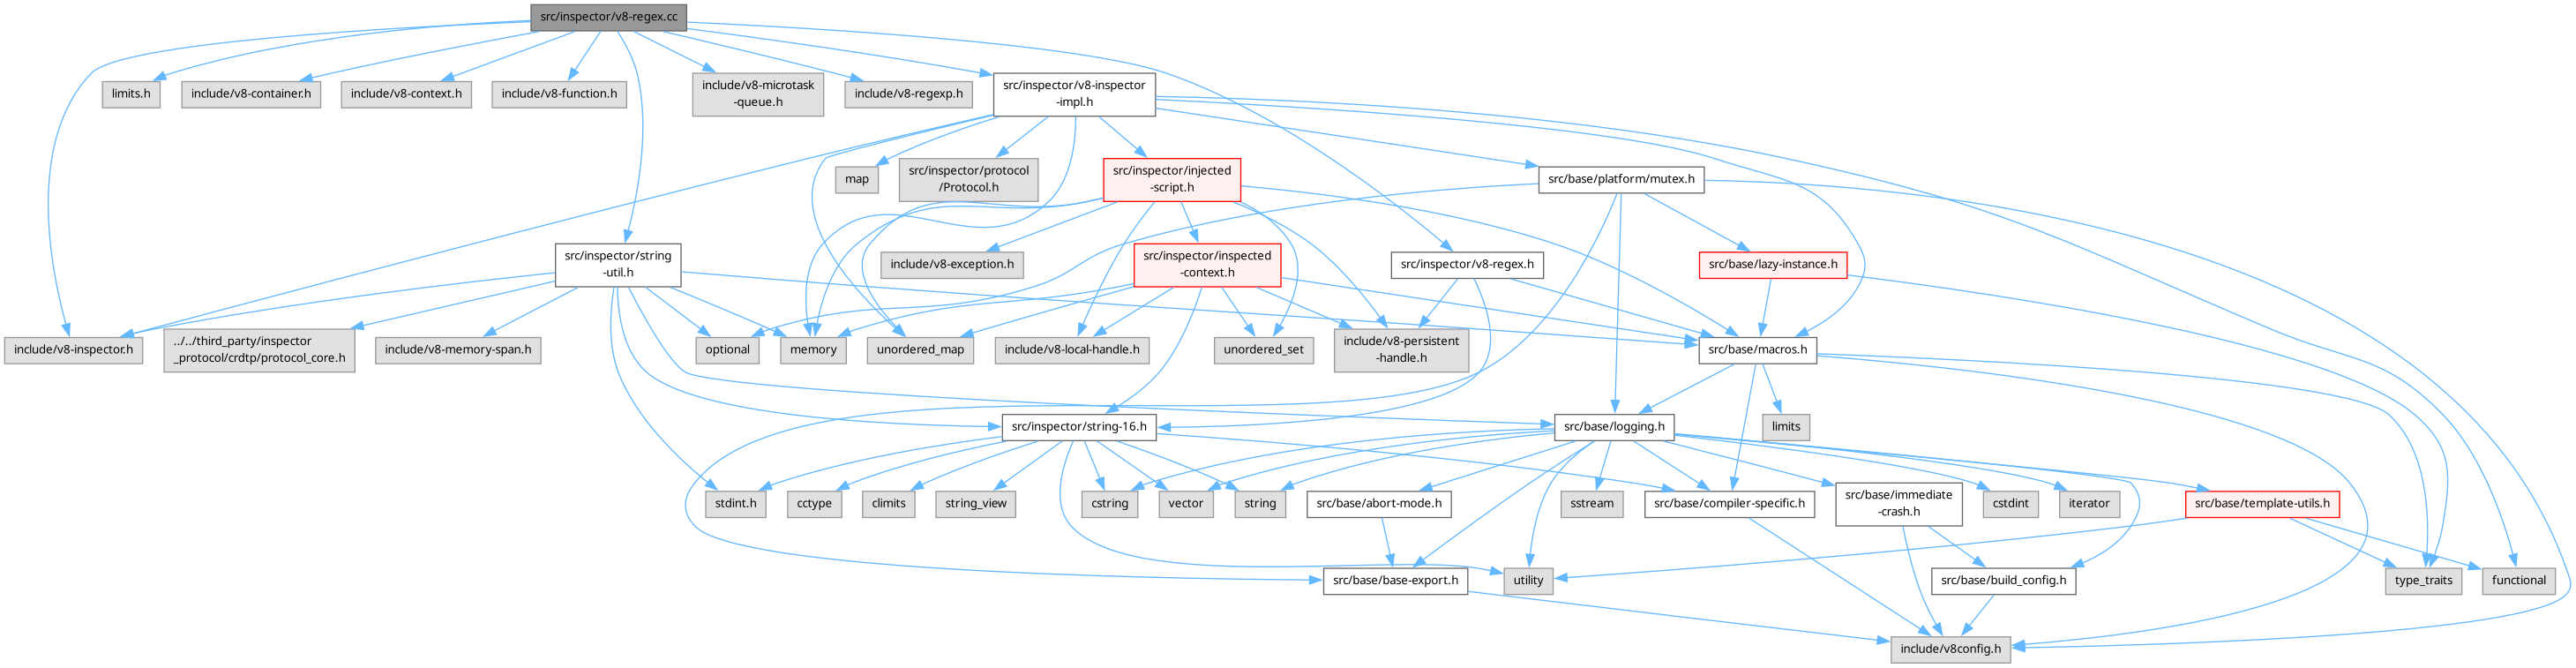 src/inspector/v8-regex.cc
limits.h
include/v8-container.h
include/v8-context.h
include/v8-function.h
include/v8-microtask
-queue.h
include/v8-regexp.h
src/inspector/v8-inspector
-impl.h
map
src/inspector/protocol
/Protocol.h
src/inspector/injected
-script.h
src/base/platform/mutex.h
src/inspector/string
-util.h
include/v8-exception.h
src/inspector/inspected
-context.h
src/inspector/v8-regex.h
src/base/lazy-instance.h
include/v8-inspector.h
../../third_party/inspector
_protocol/crdtp/protocol_core.h
include/v8-memory-span.h
optional
memory
unordered_map
include/v8-local-handle.h
unordered_set
include/v8-persistent
-handle.h
src/base/macros.h
src/inspector/string-16.h
src/base/logging.h
limits
stdint.h
cctype
climits
string_view
cstring
vector
string
src/base/abort-mode.h
sstream
src/base/compiler-specific.h
src/base/immediate
-crash.h
cstdint
iterator
src/base/template-utils.h
src/base/base-export.h
utility
src/base/build_config.h
type_traits
functional
include/v8config.h